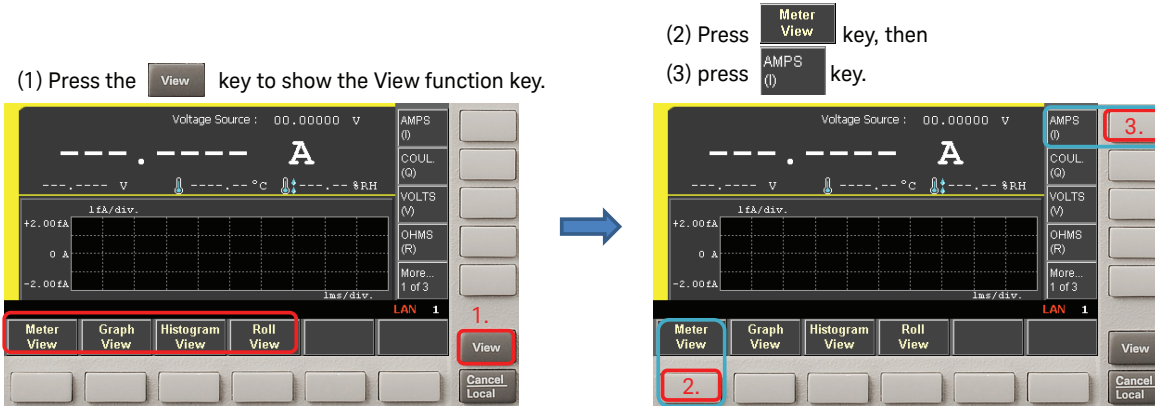 (1) Press the View key to show the View function key.
Voltage Source : 00.00000 V
---.---- A
---.---- V ----.-- °C ---.-- %RH
1fA/div.
+2.00fA
0 A
-2.00fA
1ms/div.
AMPS
(I)
COUL.
(Q)
VOLTS
(V)
OHMS
(R)
More...
1 of 3
LAN 1
1.
Meter
View
Graph
View
Histogram
View
Roll
View
View
Cancel
Local
(2) Press Meter View key, then
(3) press AMPS (I) key.
Voltage Source : 00.00000 V
---.---- A
---.---- V ----.-- °C ---.-- %RH
1fA/div.
+2.00fA
0 A
-2.00fA
1ms/div.
AMPS
(I)
3.
COUL.
(Q)
VOLTS
(V)
OHMS
(R)
More...
1 of 3
LAN 1
Meter
View
Graph
View
Histogram
View
Roll
View
View
2.
Cancel
Local